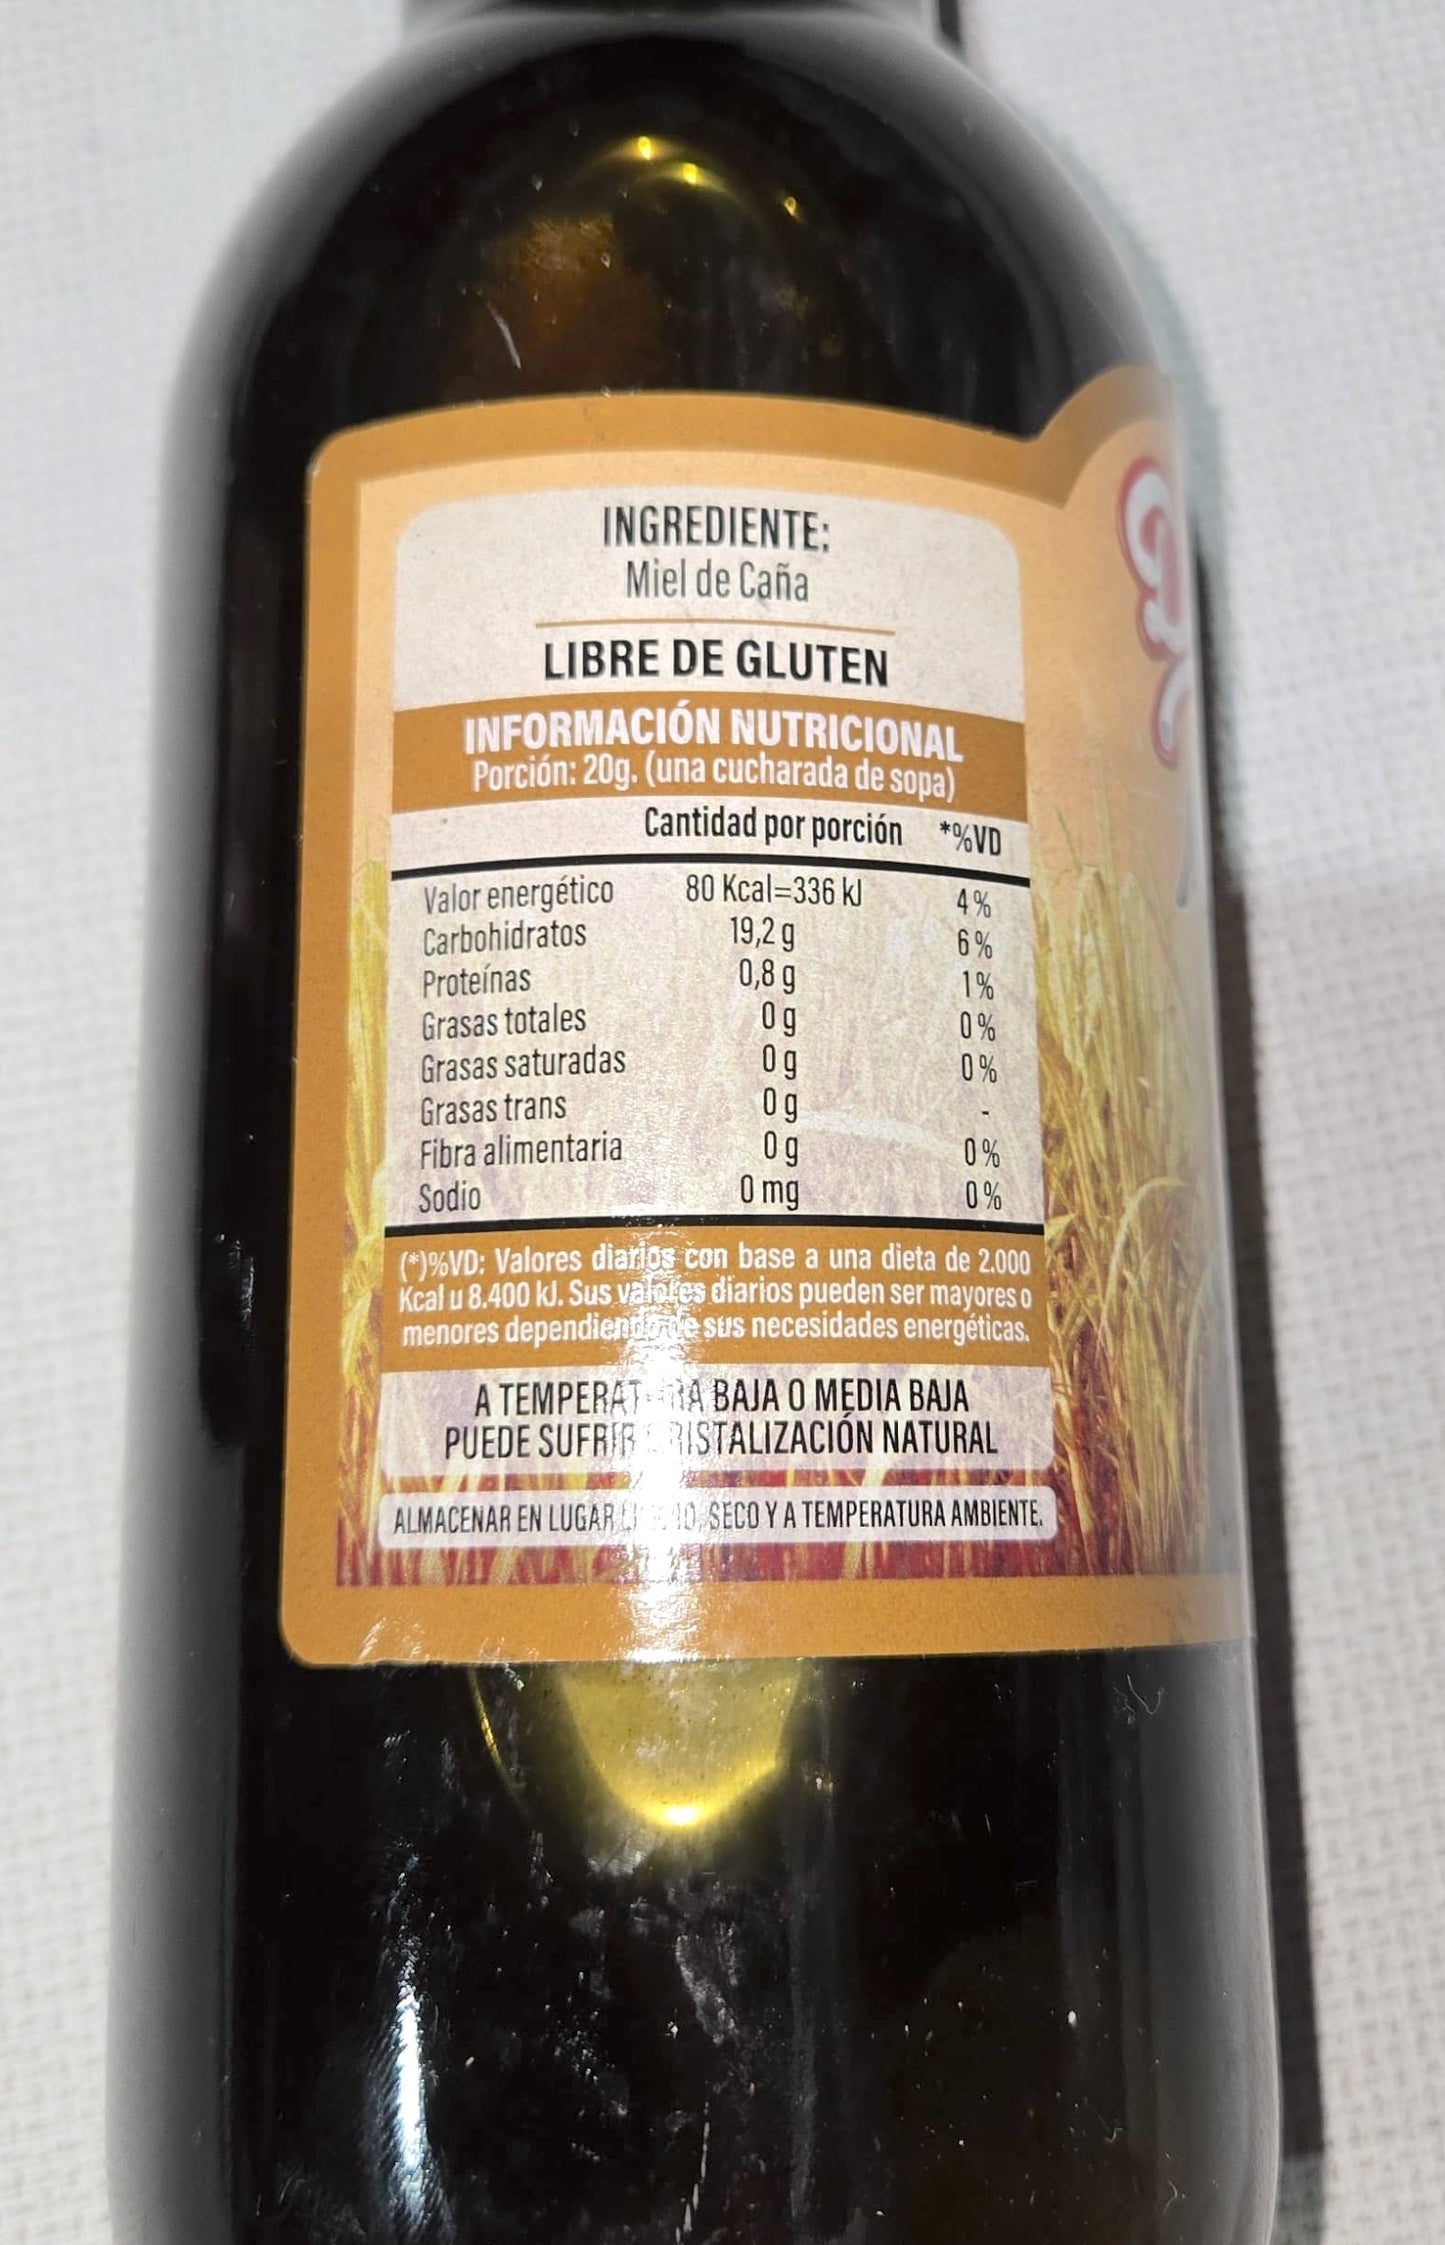 INGREDIENTE:
Miel de Caña
LIBRE DE GLUTEN
INFORMACIÓN NUTRICIONAL
Porción: 20g. (una cucharada de sopa)
Cantidad por porción *%VD
Valor energético 80 Kcal=336 kJ 4%
Carbohidratos 19,2 g 6%
Proteínas 0,8 g 1%
Grasas totales 0 g 0%
Grasas saturadas 0 g 0%
Grasas trans 0 g -
Fibra alimentaria 0 g 0%
Sodio 0 mg 0%
(*)%VD: Valores diarios con base a una dieta de 2.000
Kcal u 8.400 kJ. Sus valores diarios pueden ser mayores o
menores dependiendo de sus necesidades energéticas.
A TEMPERATURA BAJA O MEDIA BAJA
PUEDE SUFRIR CRISTALIZACIÓN NATURAL
ALMACENAR EN LUGAR SECO Y A TEMPERATURA AMBIENTE.